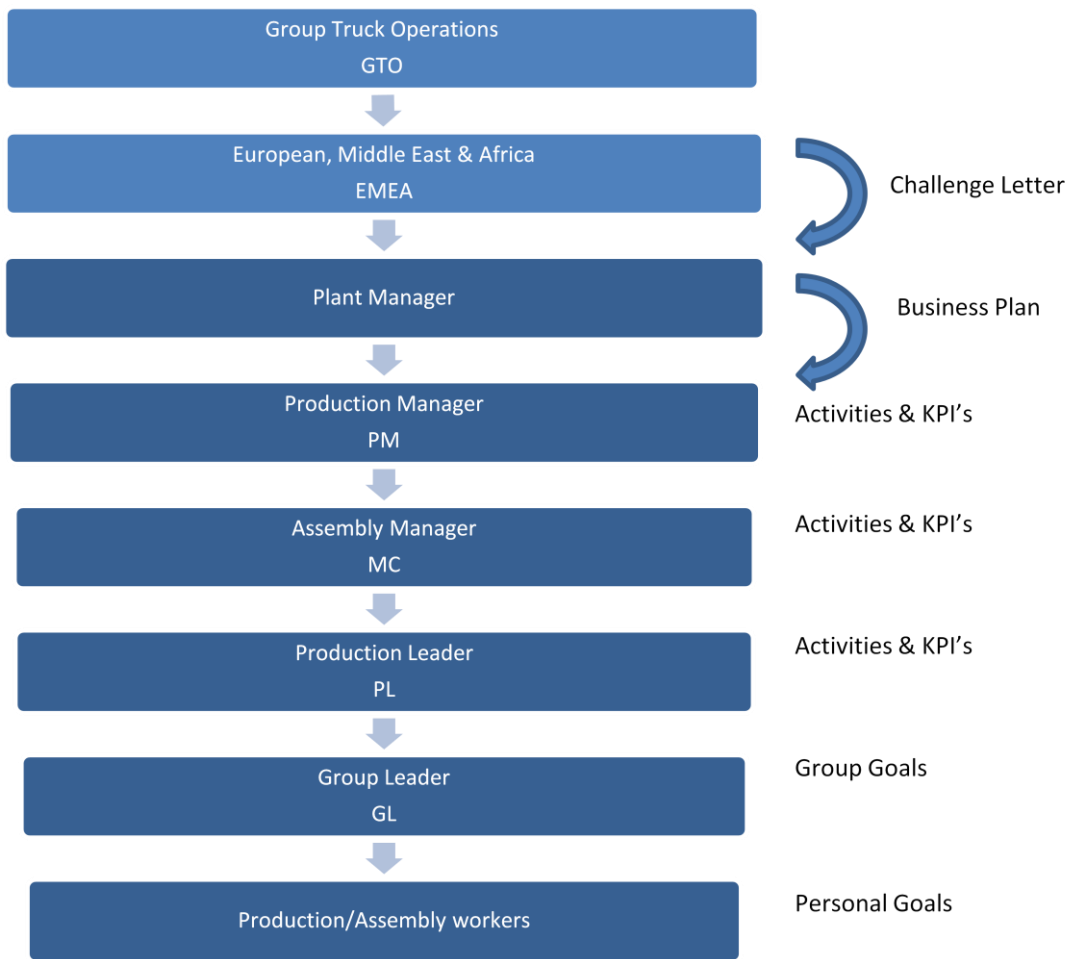 Group Truck Operations
GTO
European, Middle East & Africa
EMEA
Challenge Letter
Plant Manager
Business Plan
Production Manager
PM
Activities & KPI's
Assembly Manager
MC
Activities & KPI's
Production Leader
PL
Activities & KPI's
Group Leader
GL
Group Goals
Production/Assembly workers
Personal Goals